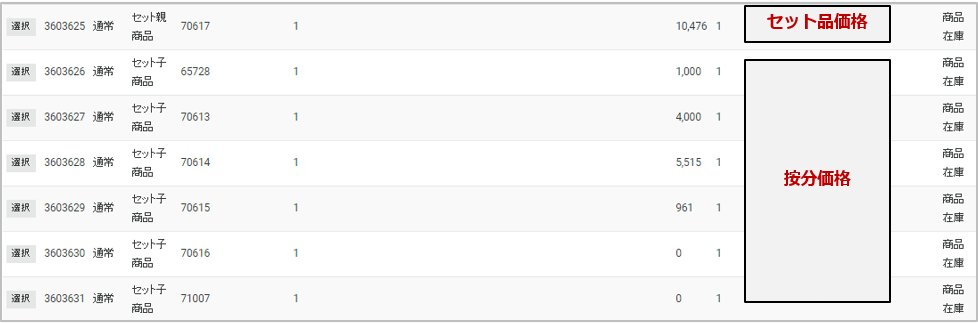 選択 3603625 通常 セット親商品 70617 1 10,476 1 セット品価格 商品在庫
選択 3603626 通常 セット子商品 65728 1 1,000 1 商品在庫
選択 3603627 通常 セット子商品 70613 1 4,000 1 商品在庫
選択 3603628 通常 セット子商品 70614 1 5,515 1 按分価格 商品在庫
選択 3603629 通常 セット子商品 70615 1 961 1 商品在庫
選択 3603630 通常 セット子商品 70616 1 0 1 商品在庫
選択 3603631 通常 セット子商品 71007 1 0 1 商品在庫